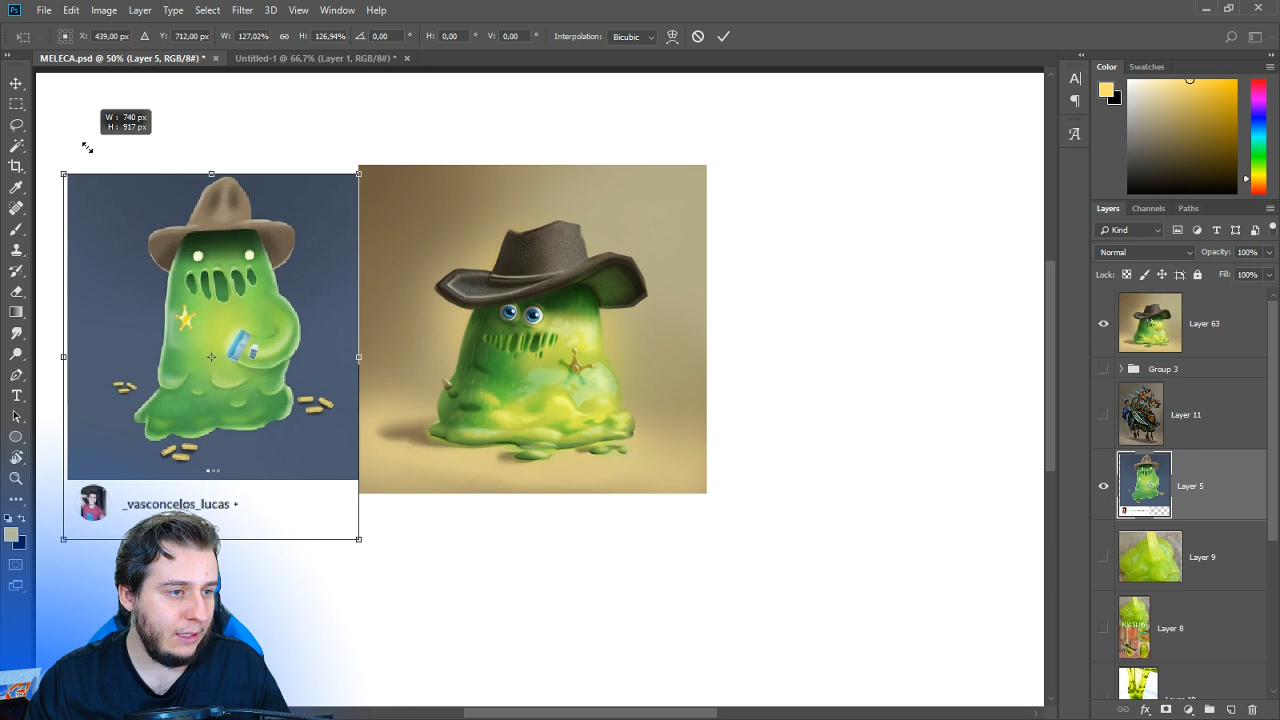 Ps File Edit Image Layer Type Select Filter 3D View Window Help
X: 439,00 px Y: 712,00 px W: 127,02% H: 126,94% 0,00 ° H: 0,00 ° V: 0,00 ° Interpolation: Bicubic
MELECA.psd @ 50% (Layer 5, RGB/8#) * × Untitled-1 @ 66,7% (Layer 1, RGB/8#) * ×
Color Swatches
W : 740 px
H : 917 px
Layers Channels Paths
Kind
Normal Opacity: 100%
Lock: Fill: 100%
Layer 63
Group 3
Layer 11
Layer 5
_vasconcelos_lucas •
Layer 9
Layer 8